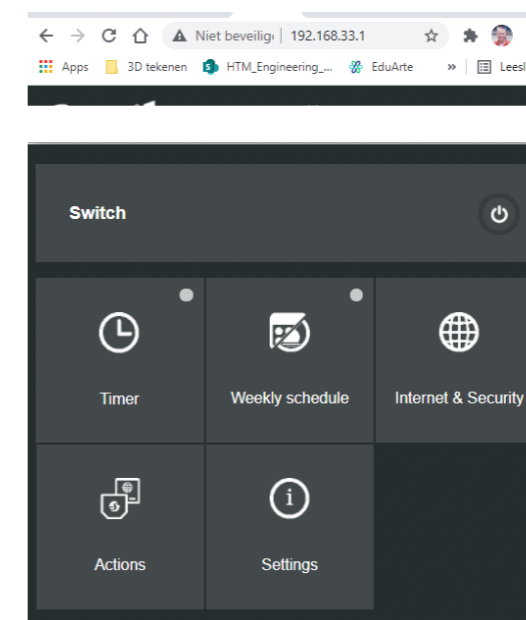 Niet beveilig 192.168.33.1
Apps 3D tekenen HTM_Engineering_... EduArte » Leesl
Switch
Timer Weekly schedule Internet & Security
Actions Settings